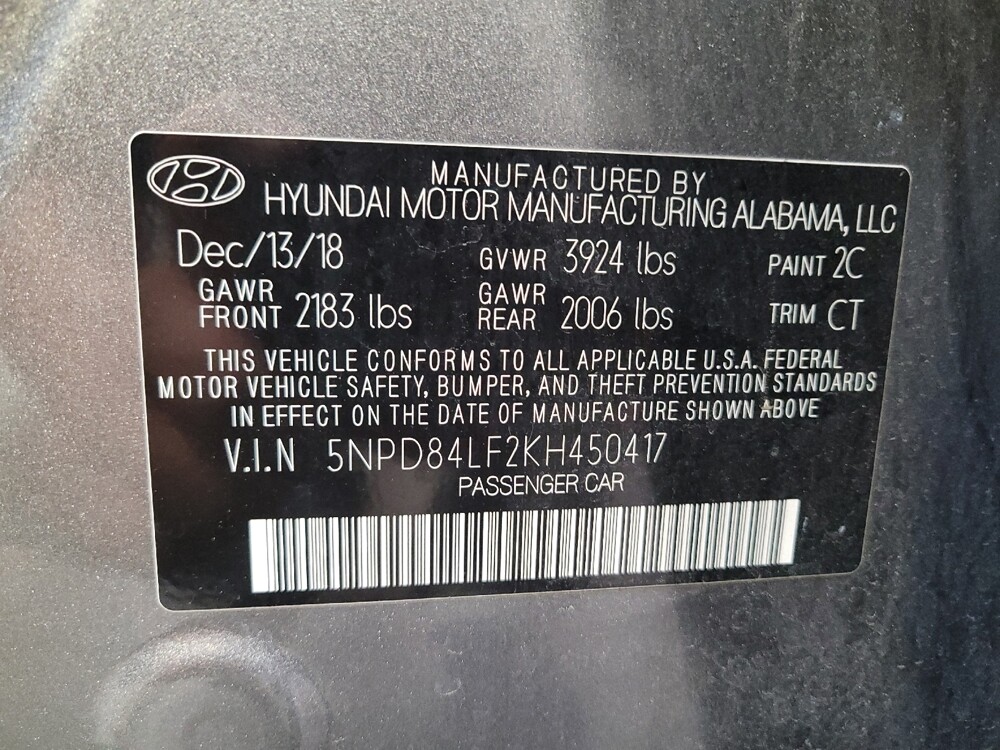 MANUFACTURED BY
HYUNDAI MOTOR MANUFACTURING ALABAMA, LLC
Dec/13/18 GVWR 3924 lbs PAINT 2C
GAWR FRONT 2183 lbs GAWR REAR 2006 lbs TRIM CT
THIS VEHICLE CONFORMS TO ALL APPLICABLE U.S.A. FEDERAL
MOTOR VEHICLE SAFETY, BUMPER, AND THEFT PREVENTION STANDARDS
IN EFFECT ON THE DATE OF MANUFACTURE SHOWN ABOVE
V.I.N 5NPD84LF2KH450417
PASSENGER CAR